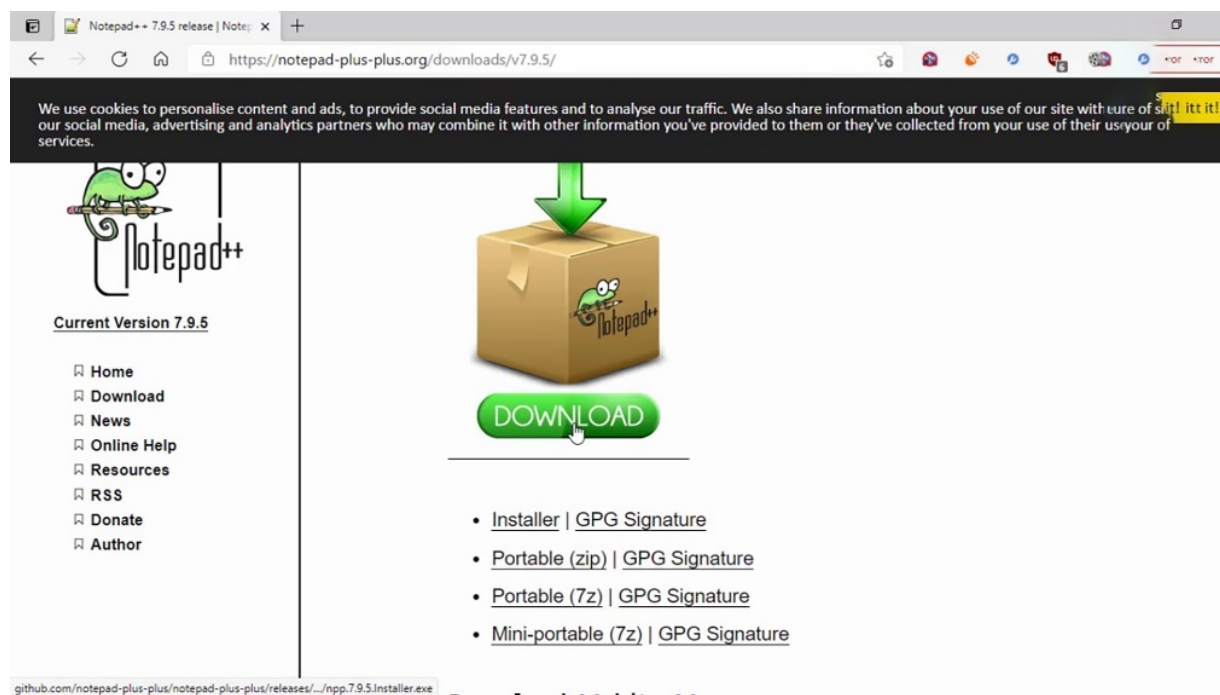 Notepad++ 7.9.5 release | Notep
https://notepad-plus-plus.org/downloads/v7.9.5/
We use cookies to personalise content and ads, to provide social media features and to analyse our traffic. We also share information about your use of our site with
our social media, advertising and analytics partners who may combine it with other information you've provided to them or they've collected from your use of their
services.
Notepad++
Current Version 7.9.5
Home
Download
News
Online Help
Resources
RSS
Donate
Author
Notepad++
DOWNLOAD
Installer | GPG Signature
Portable (zip) | GPG Signature
Portable (7z) | GPG Signature
Mini-portable (7z) | GPG Signature
github.com/notepad-plus-plus/notepad-plus-plus/releases/.../npp.7.9.5.Installer.exe